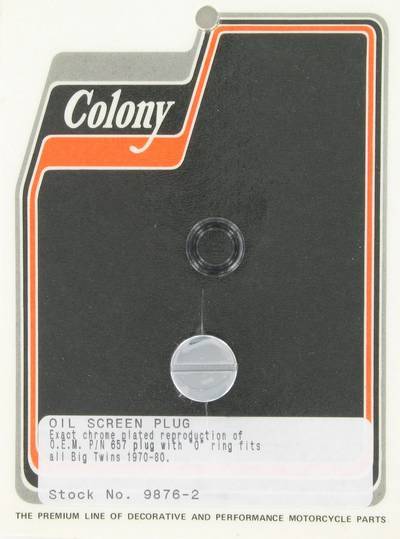 Colony
OIL SCREEN PLUG
Exact chrome plated reproduction of
O.E.M. P/N 657 plug with "O" ring fits
all Big Twins 1970-80.
Stock No. 9876-2
THE PREMIUM LINE OF DECORATIVE AND PERFORMANCE MOTORCYCLE PARTS